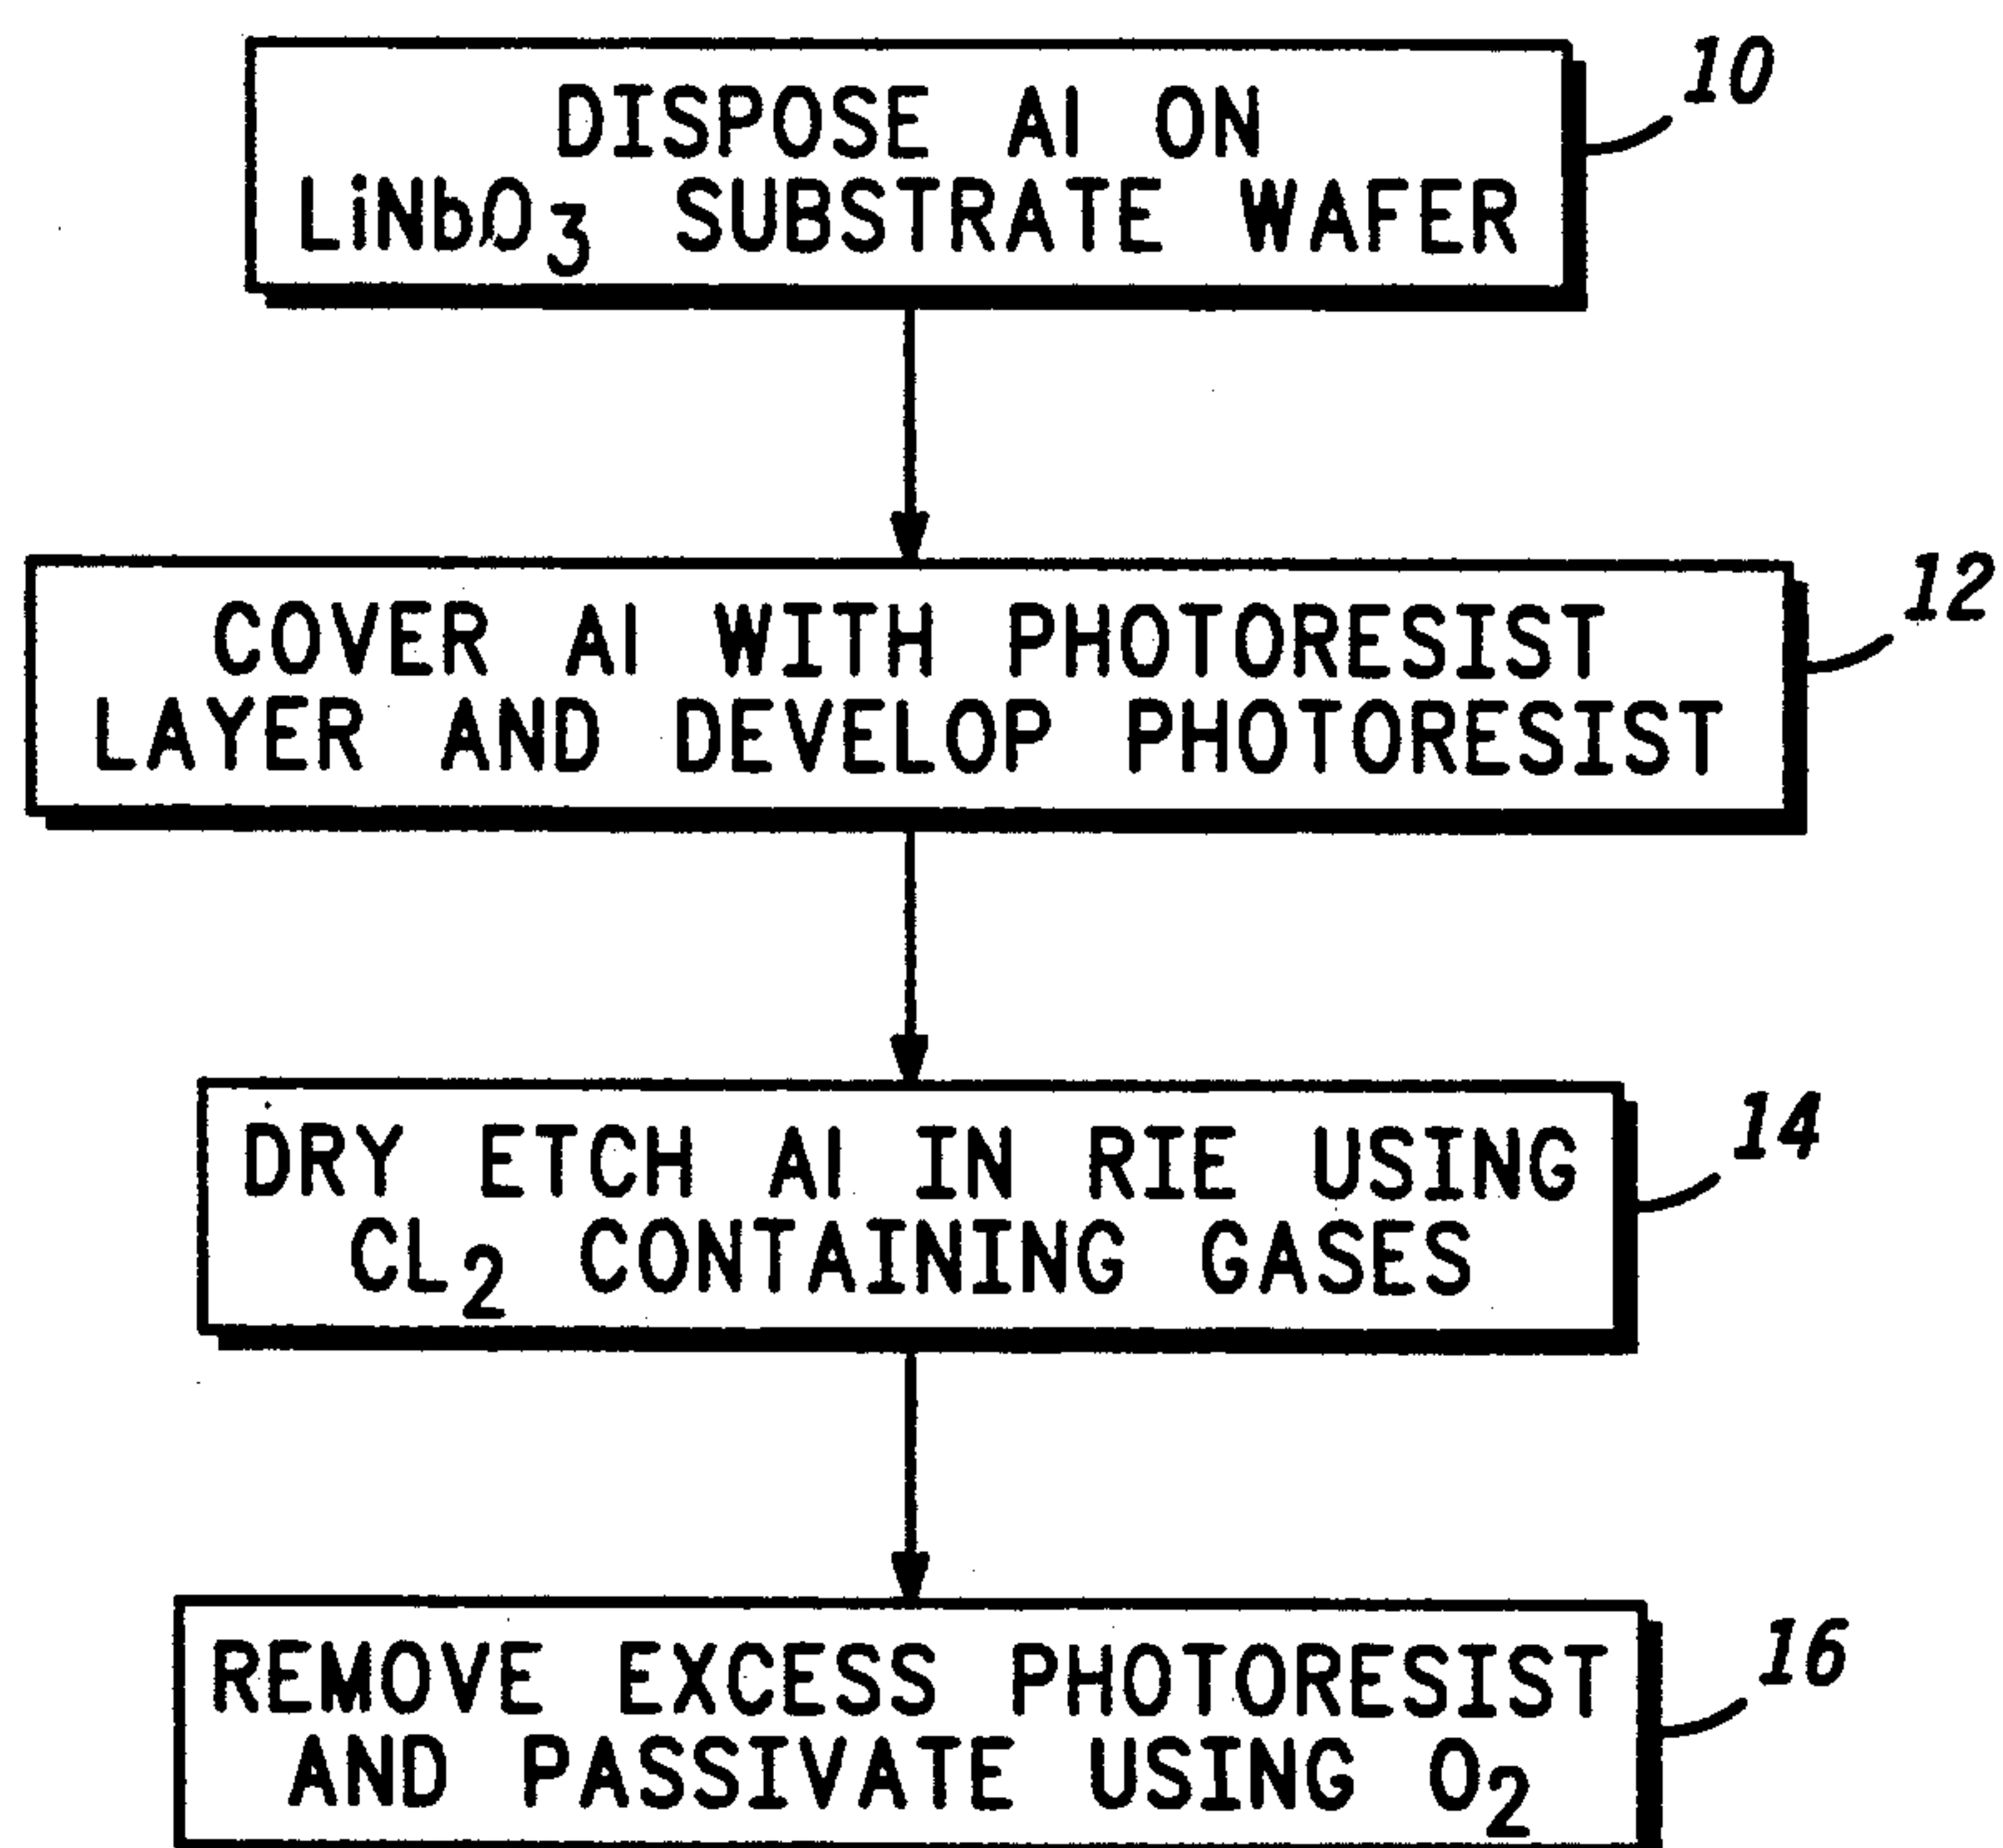 DISPOSE Al ON
LiNbO₃ SUBSTRATE WAFER
10
COVER Al WITH PHOTORESIST
LAYER AND DEVELOP PHOTORESIST
12
DRY ETCH Al IN RIE USING
CL₂ CONTAINING GASES
14
REMOVE EXCESS PHOTORESIST
AND PASSIVATE USING O₂
16